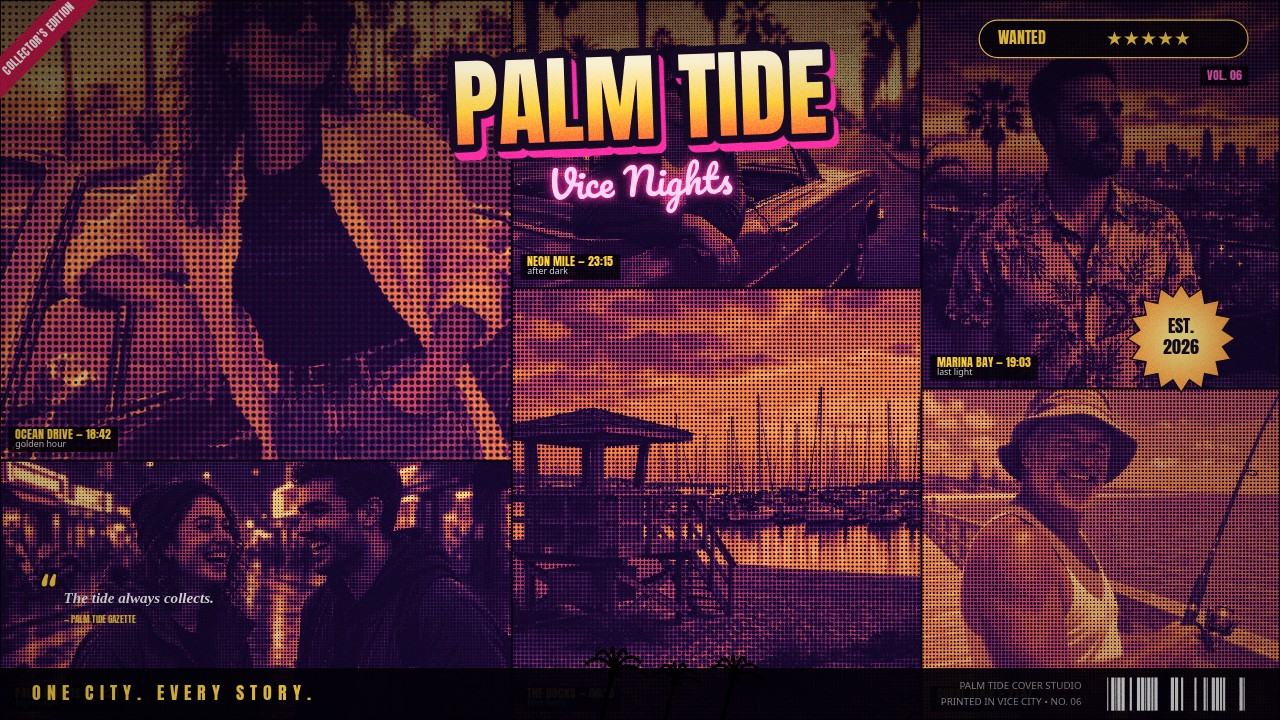 COLLECTOR'S EDITION
PALM TIDE
Vice Nights
WANTED ★★★★★
VOL. 06
NEON MILE – 23:15
after dark
EST.
2026
MARINA BAY – 19:03
last light
OCEAN DRIVE – 18:42
golden hour
“
The tide always collects.
– PALM TIDE GAZETTE
ONE CITY. EVERY STORY.
PALM TIDE COVER STUDIO
PRINTED IN VICE CITY • NO. 06